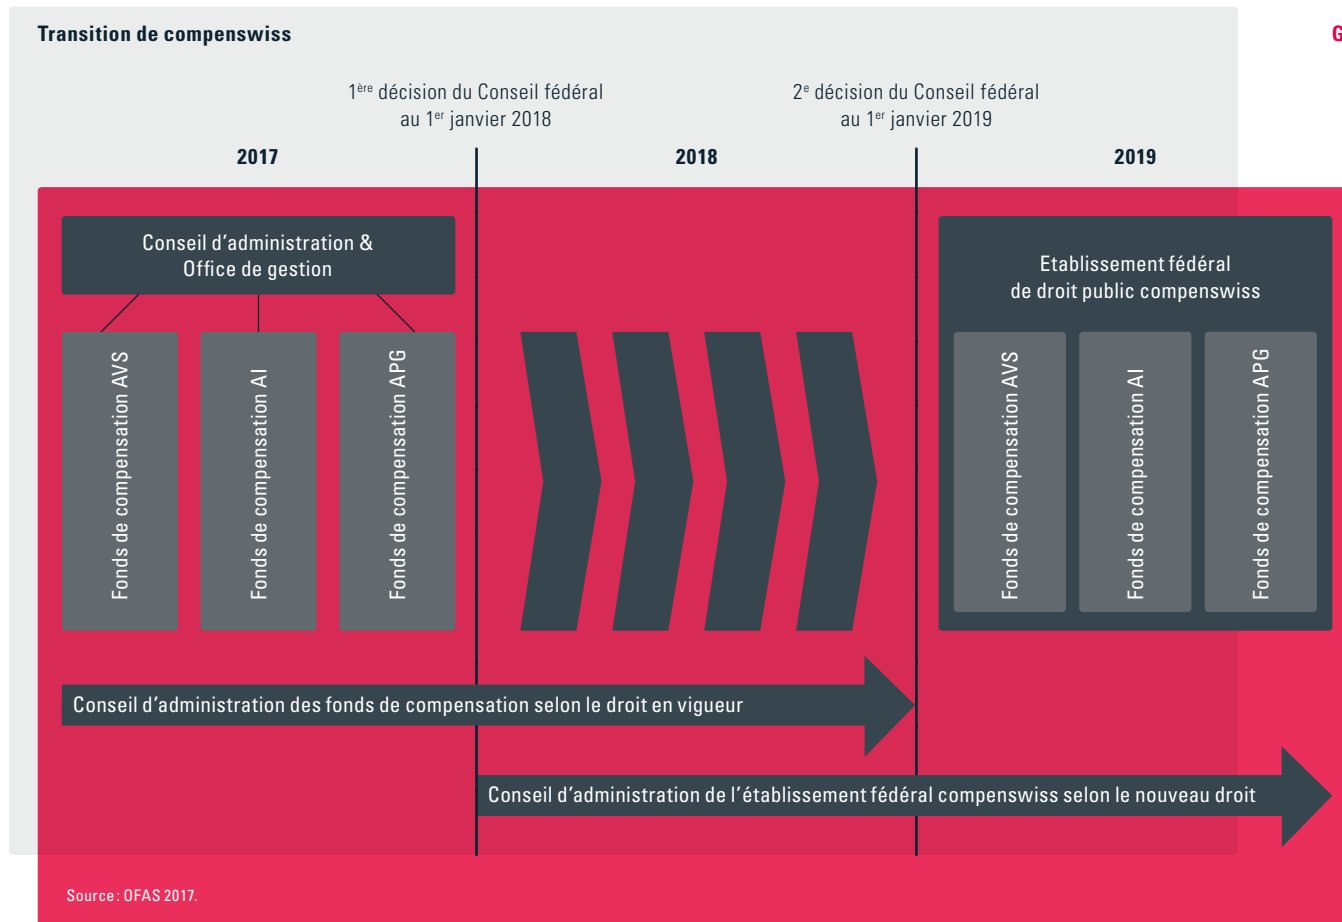 Transition de compenswiss
G
1ère décision du Conseil fédéral
au 1er janvier 2018
2e décision du Conseil fédéral
au 1er janvier 2019
2017
2018
2019
Conseil d'administration &
Office de gestion
Fonds de compensation AVS
Fonds de compensation AI
Fonds de compensation APG
Etablissement fédéral
de droit public compenswiss
Fonds de compensation AVS
Fonds de compensation AI
Fonds de compensation APG
Conseil d'administration des fonds de compensation selon le droit en vigueur
Conseil d'administration de l'établissement fédéral compenswiss selon le nouveau droit
Source: OFAS 2017.